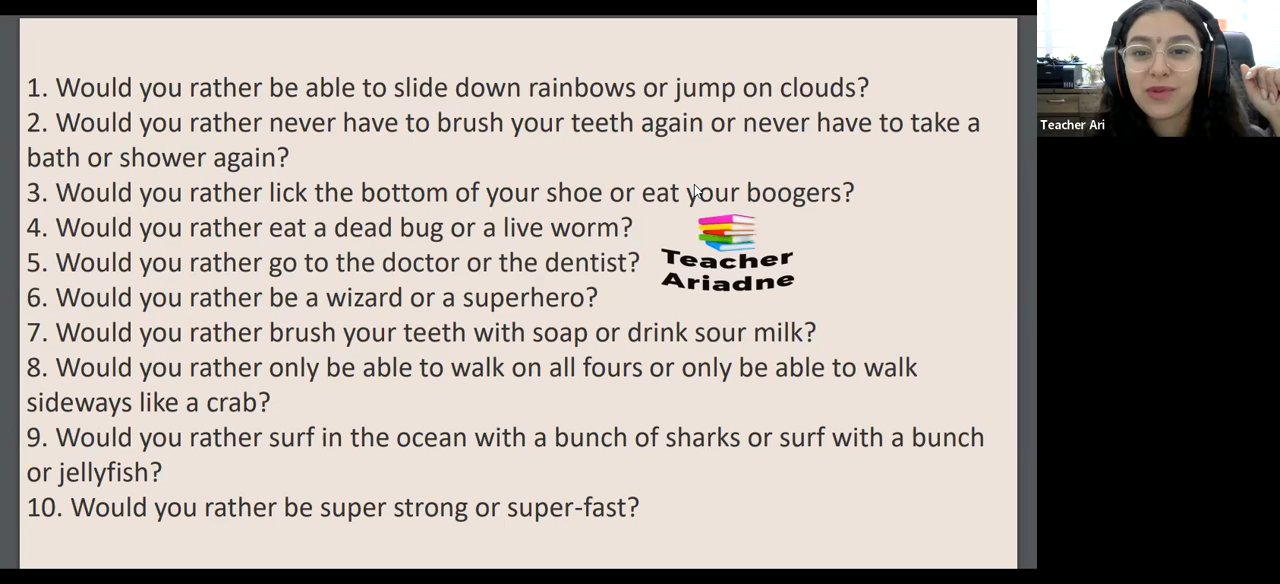 1. Would you rather be able to slide down rainbows or jump on clouds?
2. Would you rather never have to brush your teeth again or never have to take a
bath or shower again?
3. Would you rather lick the bottom of your shoe or eat your boogers?
4. Would you rather eat a dead bug or a live worm?
5. Would you rather go to the doctor or the dentist?
6. Would you rather be a wizard or a superhero?
7. Would you rather brush your teeth with soap or drink sour milk?
8. Would you rather only be able to walk on all fours or only be able to walk
sideways like a crab?
9. Would you rather surf in the ocean with a bunch of sharks or surf with a bunch
or jellyfish?
10. Would you rather be super strong or super-fast?
Teacher
Ariadne
Teacher Ari